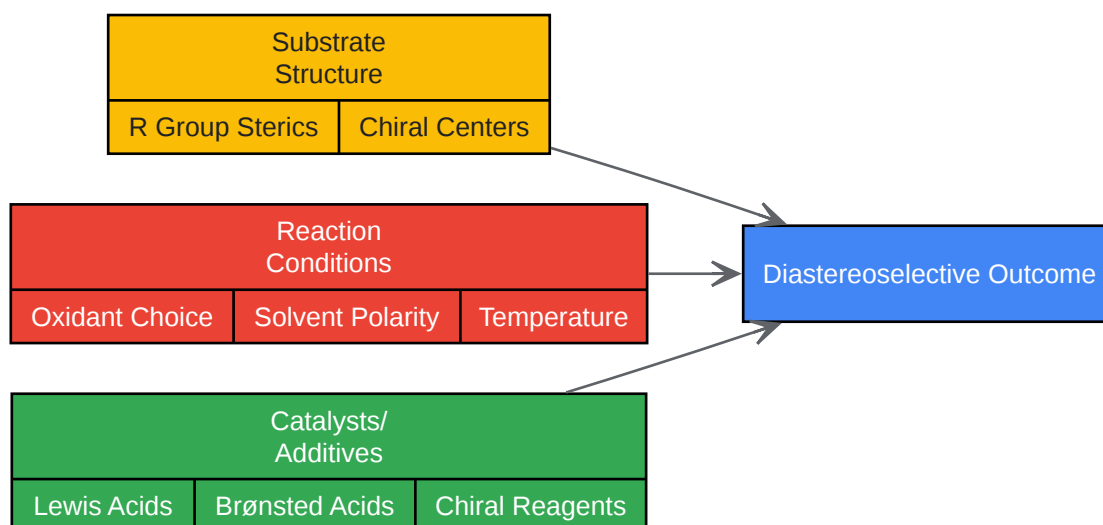 Substrate
Structure
R Group Sterics
Chiral Centers
Reaction
Conditions
Oxidant Choice
Solvent Polarity
Temperature
Diastereoselective Outcome
Catalysts/
Additives
Lewis Acids
Brønsted Acids
Chiral Reagents